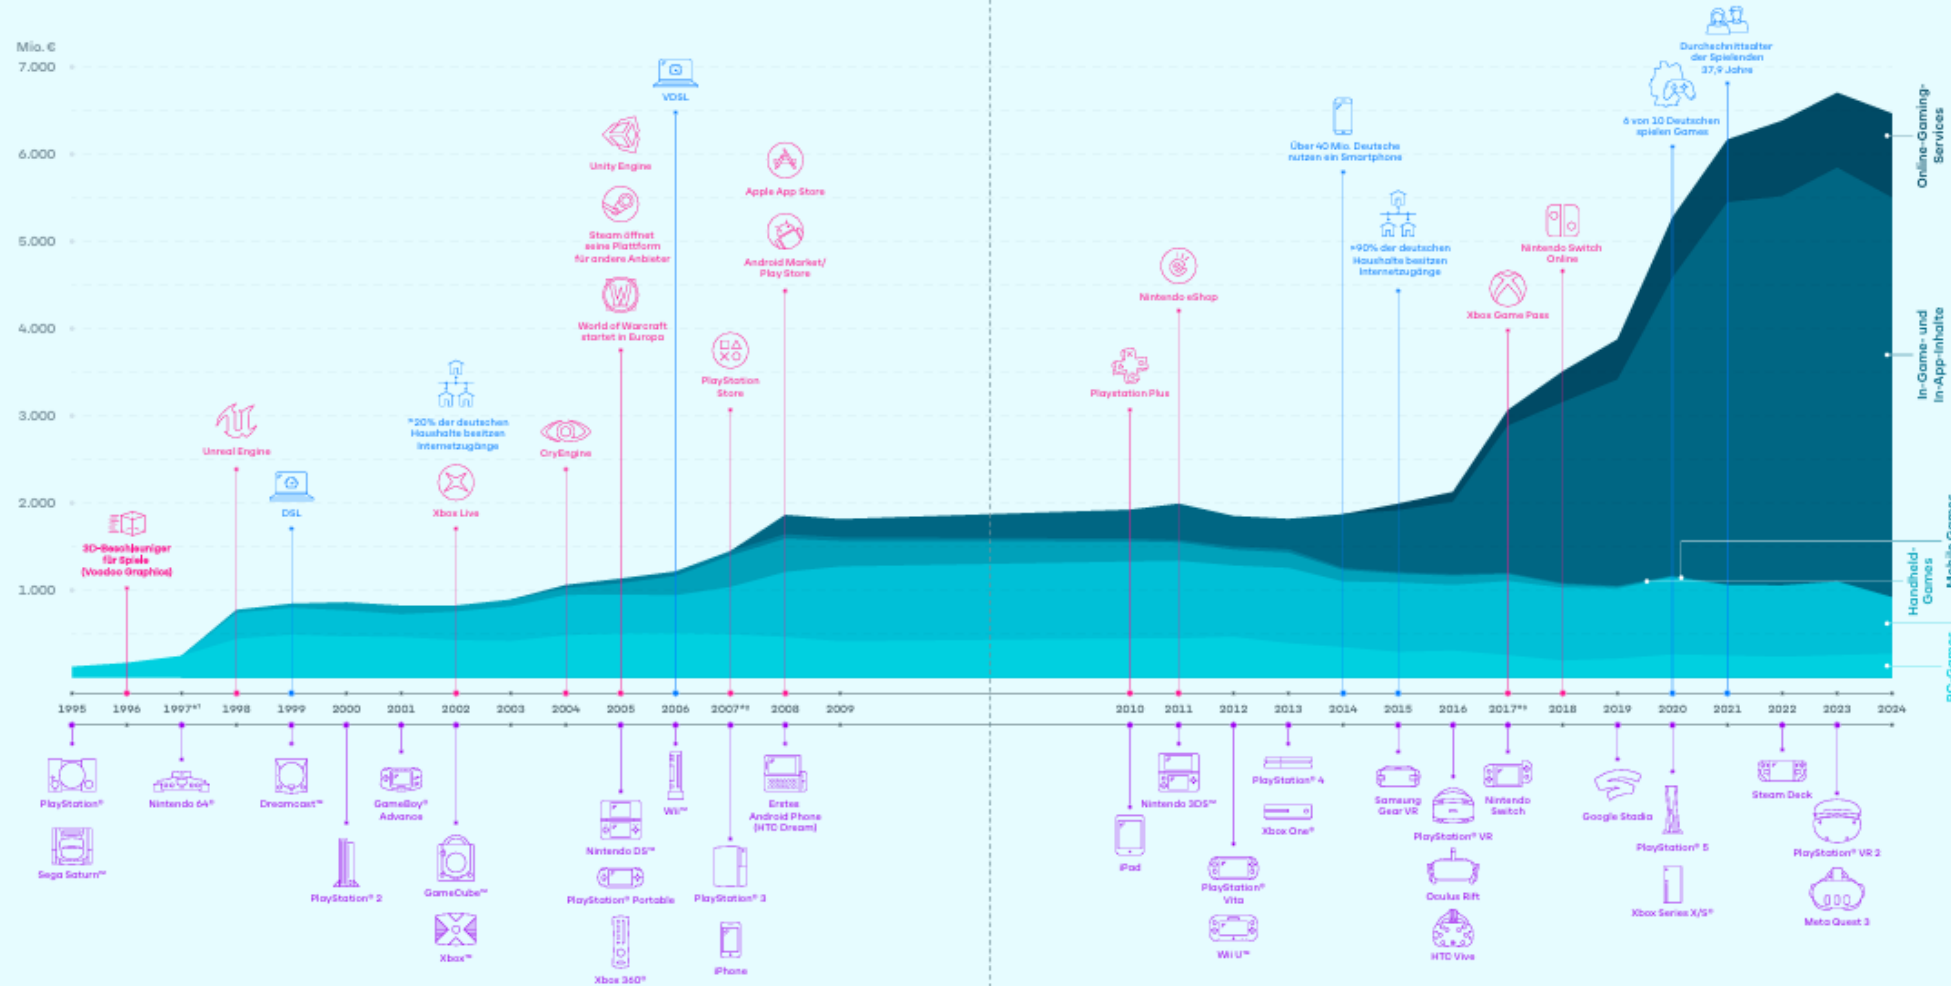 Mio. €
7.000
6.000
5.000
4.000
3.000
2.000
1.000
3D-Beschleuniger
für Spiele
(Voodoo Graphics)
Unreal Engine
DSL
*20% der deutschen
Haushalte besitzen
Internetzugänge
Xbox Live
CryEngine
Unity Engine
Steam öffnet
seine Plattform
für andere Anbieter
World of Warcraft
startet in Europa
VDSL
PlayStation
Store
Apple App Store
Android Market/
Play Store
Playstation Plus
Nintendo eShop
Über 40 Mio. Deutsche
nutzen ein Smartphone
*90% der deutschen
Haushalte besitzen
Internetzugänge
Xbox Game Pass
Nintendo Switch
Online
6 von 10 Deutschen
spielen Games
Durchschnittsalter
der Spielenden
37,9 Jahre
Online-Gaming-
Services
In-Game- und
In-App-Inhalte
Handheld-
Games
1995 1996 1997*¹ 1998 1999 2000 2001 2002 2003 2004 2005 2006 2007*² 2008 2009 2010 2011 2012 2013 2014 2015 2016 2017*³ 2018 2019 2020 2021 2022 2023 2024
PlayStation®
Sega Saturn™
Nintendo 64®
Dreamcast™
PlayStation® 2
GameBoy®
Advance
GameCube™
Xbox™
Nintendo DS™
PlayStation® Portable
Xbox 360®
Wii™
PlayStation® 3
iPhone
Erstes
Android Phone
(HTC Dream)
iPad
Nintendo 3DS™
PlayStation®
Vita
Wii U™
PlayStation® 4
Xbox One®
Samsung
Gear VR
PlayStation® VR
Oculus Rift
HTC Vive
Nintendo
Switch
Google Stadia
PlayStation® 5
Xbox Series X/S®
Steam Deck
PlayStation® VR 2
Meta Quest 3